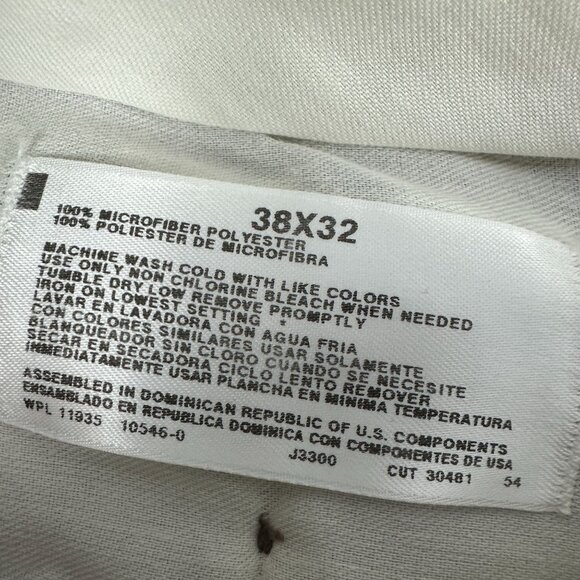 38X32
100% MICROFIBER POLYESTER
100% POLIESTER DE MICROFIBRA
MACHINE WASH COLD WITH LIKE COLORS
USE ONLY NON CHLORINE BLEACH WHEN NEEDED
TUMBLE DRY LOW REMOVE PROMPTLY
IRON ON LOWEST SETTING
LAVAR EN LAVADORA CON AGUA FRIA
CON COLORES SIMILARES USAR SOLAMENTE
BLANQUEADOR SIN CLORO CUANDO SE NECESITE
SECAR EN SECADORA CICLO LENTO REMOVER
INMEDIATAMENTE USAR PLANCHA EN MINIMA TEMPERATURA
ASSEMBLED IN DOMINICAN REPUBLIC OF U.S. COMPONENTS
ENSAMBLADO EN REPUBLICA DOMINICA CON COMPONENTES DE USA
WPL 11935 10546-0 J3300 CUT 30481 54